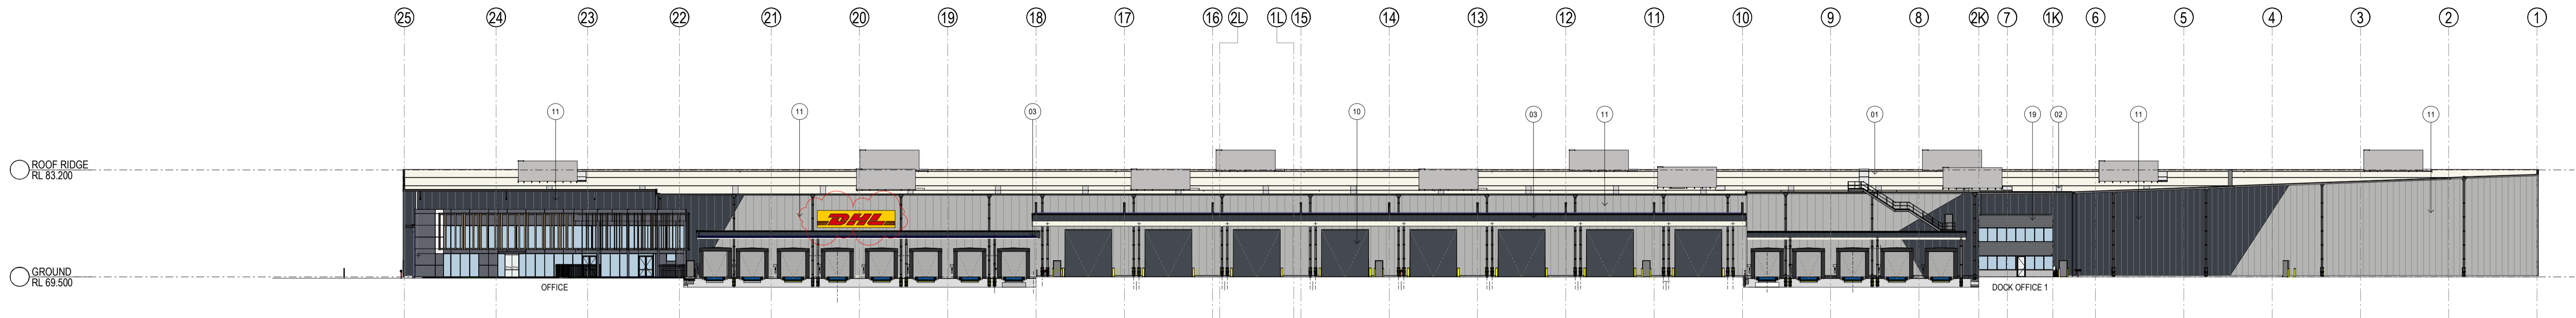 25 24 23 22 21 20 19 18 17 16 2L 1L 15 14 13 12 11 10 9 8 2K 7 1K 6 5 4 3 2 1
11 11 03 10 03 11 01 19 02 11 11
ROOF RIDGE
RL 83.200
DHL
GROUND
RL 69.500
OFFICE
DOCK OFFICE 1